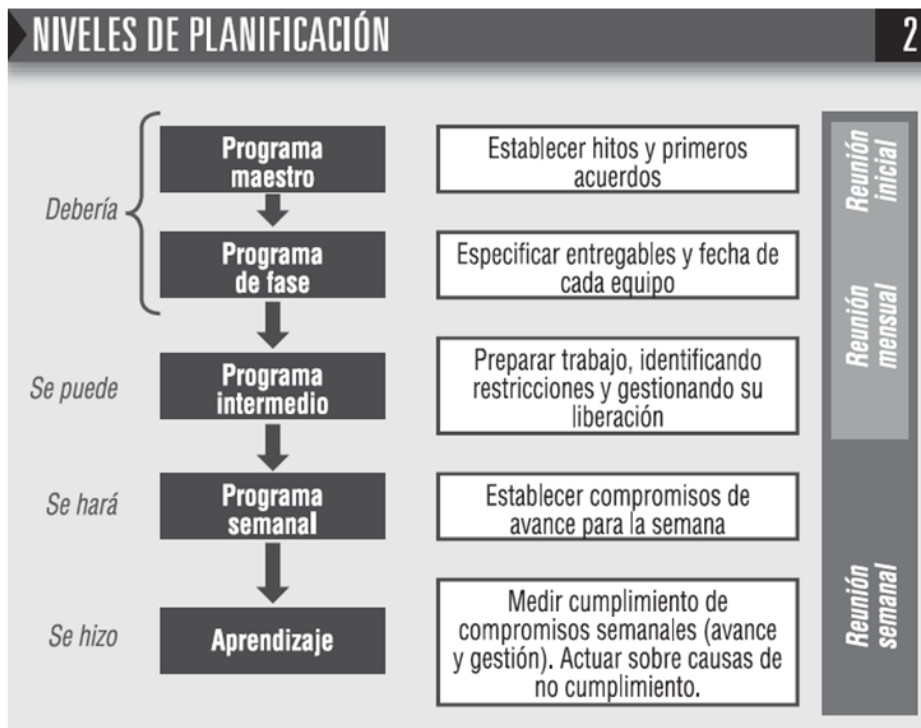 NIVELES DE PLANIFICACIÓN
2
Debería
Programa
maestro
Establecer hitos y primeros
acuerdos
Reunión
inicial
Programa
de fase
Especificar entregables y fecha de
cada equipo
Reunión
mensual
Se puede
Programa
intermedio
Preparar trabajo, identificando
restricciones y gestionando su
liberación
Se hará
Programa
semanal
Establecer compromisos de
avance para la semana
Se hizo
Aprendizaje
Medir cumplimiento de
compromisos semanales (avance
y gestión). Actuar sobre causas de
no cumplimiento.
Reunión
semanal